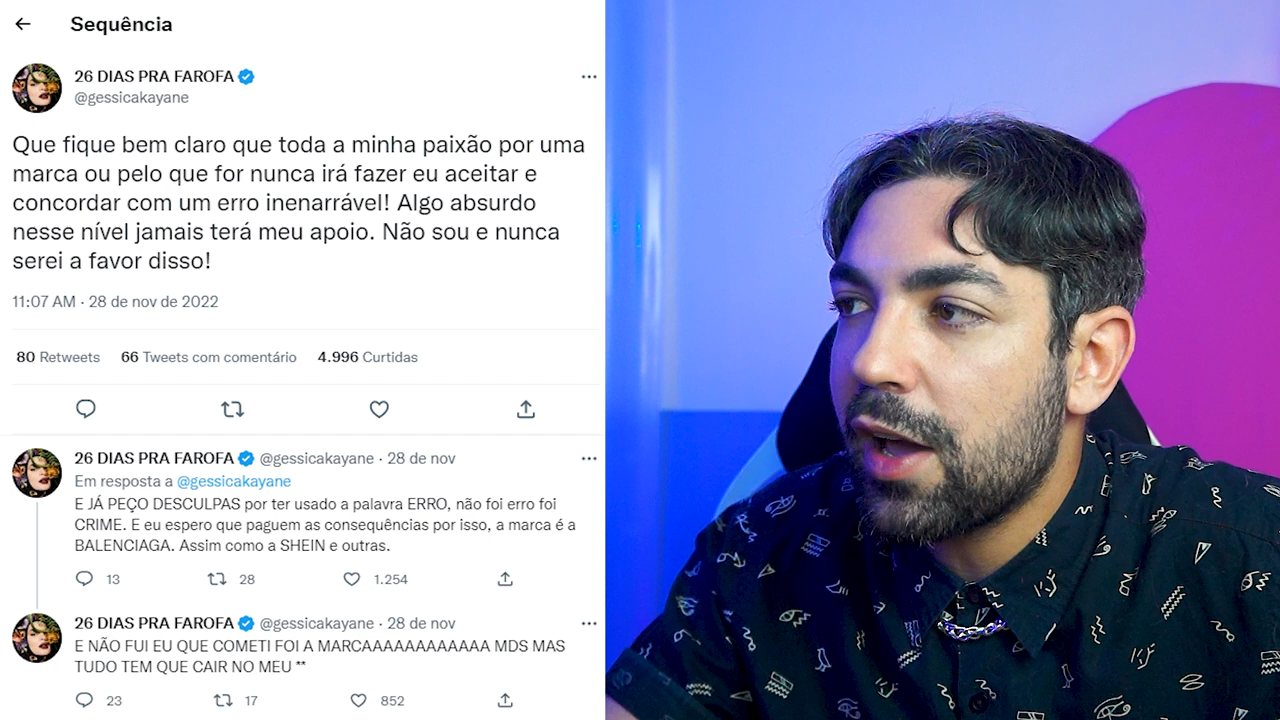 Sequência
26 DIAS PRA FAROFA
@gessicakayane
Que fique bem claro que toda a minha paixão por uma
marca ou pelo que for nunca irá fazer eu aceitar e
concordar com um erro inenarrável! Algo absurdo
nesse nível jamais terá meu apoio. Não sou e nunca
serei a favor disso!
11:07 AM · 28 de nov de 2022
80 Retweets 66 Tweets com comentário 4.996 Curtidas
26 DIAS PRA FAROFA @gessicakayane · 28 de nov
Em resposta a @gessicakayane
E JÁ PEÇO DESCULPAS por ter usado a palavra ERRO, não foi erro foi
CRIME. E eu espero que paguem as consequências por isso, a marca é a
BALENCIAGA. Assim como a SHEIN e outras.
13 28 1.254
26 DIAS PRA FAROFA @gessicakayane · 28 de nov
E NÃO FUI EU QUE COMETI FOI A MARCAAAAAAAAAAAA MDS MAS
TUDO TEM QUE CAIR NO MEU **
23 17 852